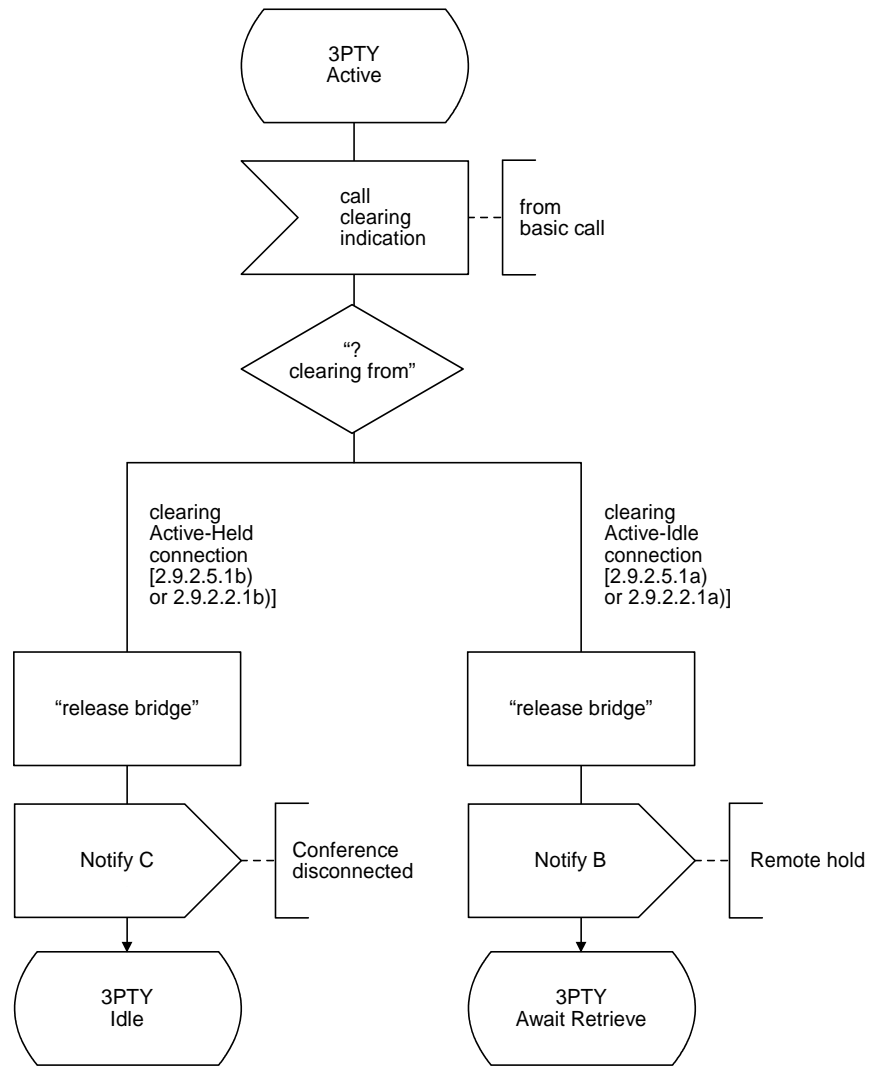 3PTY
Active
call
clearing
indication
from
basic call
“?
clearing from”
clearing
Active-Held
connection
[2.9.2.5.1b)
or 2.9.2.2.1b)]
clearing
Active-Idle
connection
[2.9.2.5.1a)
or 2.9.2.2.1a)]
“release bridge”
“release bridge”
Notify C
Conference
disconnected
Notify B
Remote hold
3PTY
Idle
3PTY
Await Retrieve